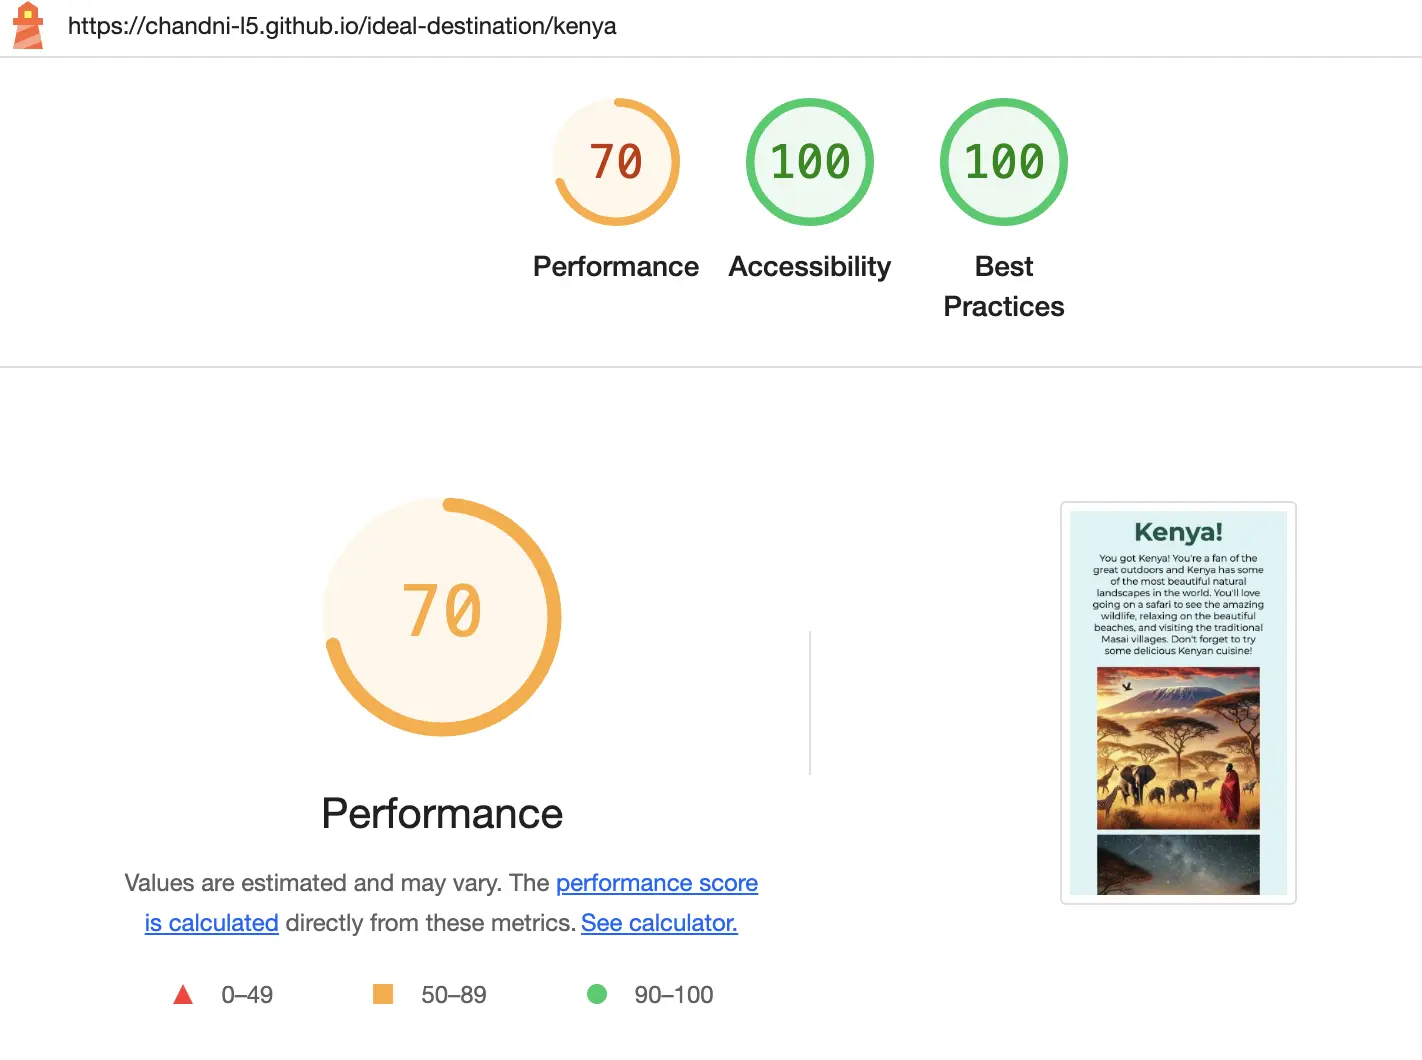 https://chandni-l5.github.io/ideal-destination/kenya
70
100
100
Performance
Accessibility
Best
Practices
70
Performance
Values are estimated and may vary. The performance score
is calculated directly from these metrics. See calculator.
0–49
50–89
90–100
Kenya!
You got Kenya! You're a fan of the
great outdoors and Kenya has some
of the most beautiful natural
landscapes in the world. You'll love
going on a safari to see the amazing
wildlife, relaxing on the beautiful
beaches, and visiting the traditional
Masai villages. Don't forget to try
some delicious Kenyan cuisine!